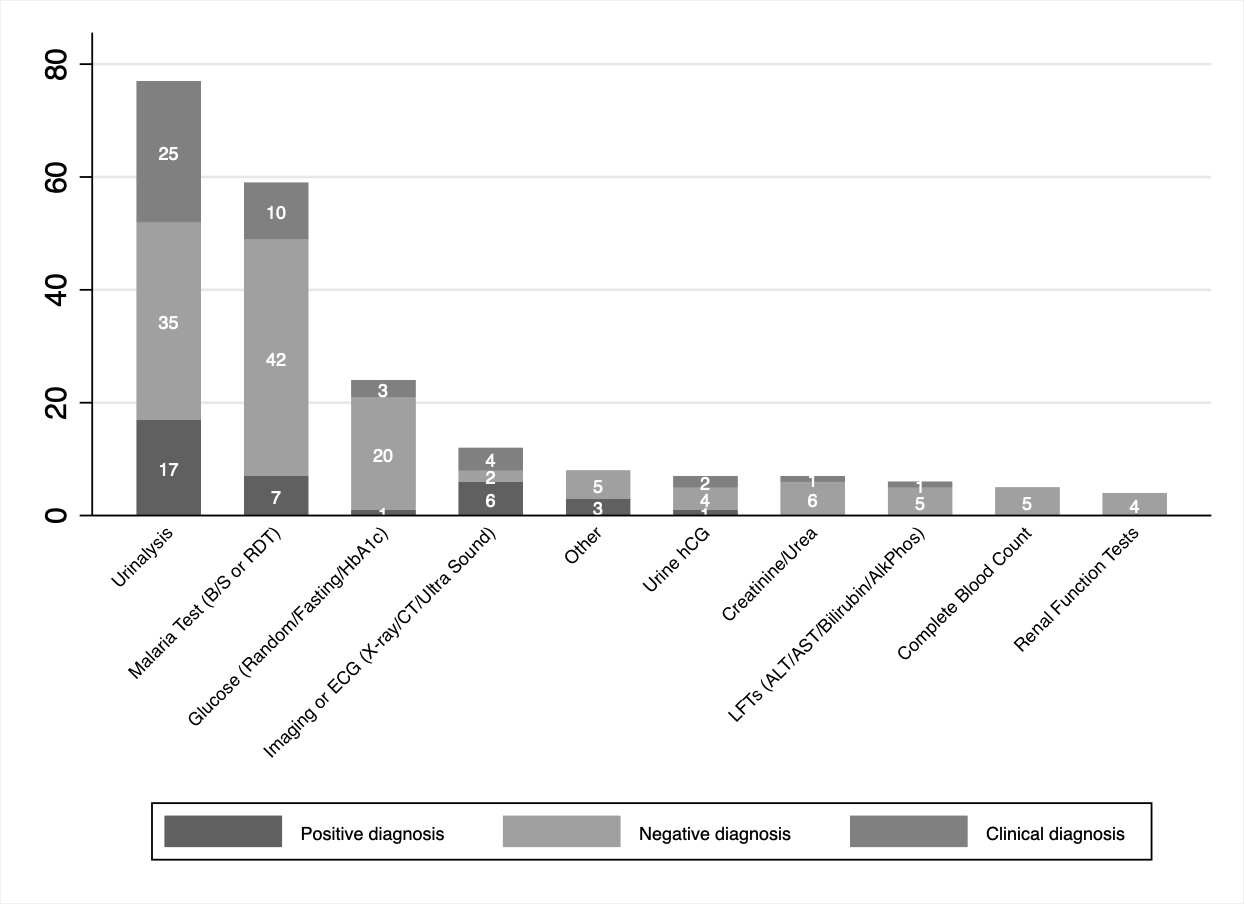 80
60
40
20
0
25
35
17
10
42
7
3
20
1
4
2
6
5
3
2
4
1
1
6
1
5
5
4
Urinalysis
Malaria Test (B/S or RDT)
Glucose (Random/Fasting/HbA1c)
Imaging or ECG (X-ray/CT/Ultra Sound)
Other
Urine hCG
Creatinine/Urea
LFTs (ALT/AST/Bilirubin/AlkPhos)
Complete Blood Count
Renal Function Tests
Positive diagnosis
Negative diagnosis
Clinical diagnosis